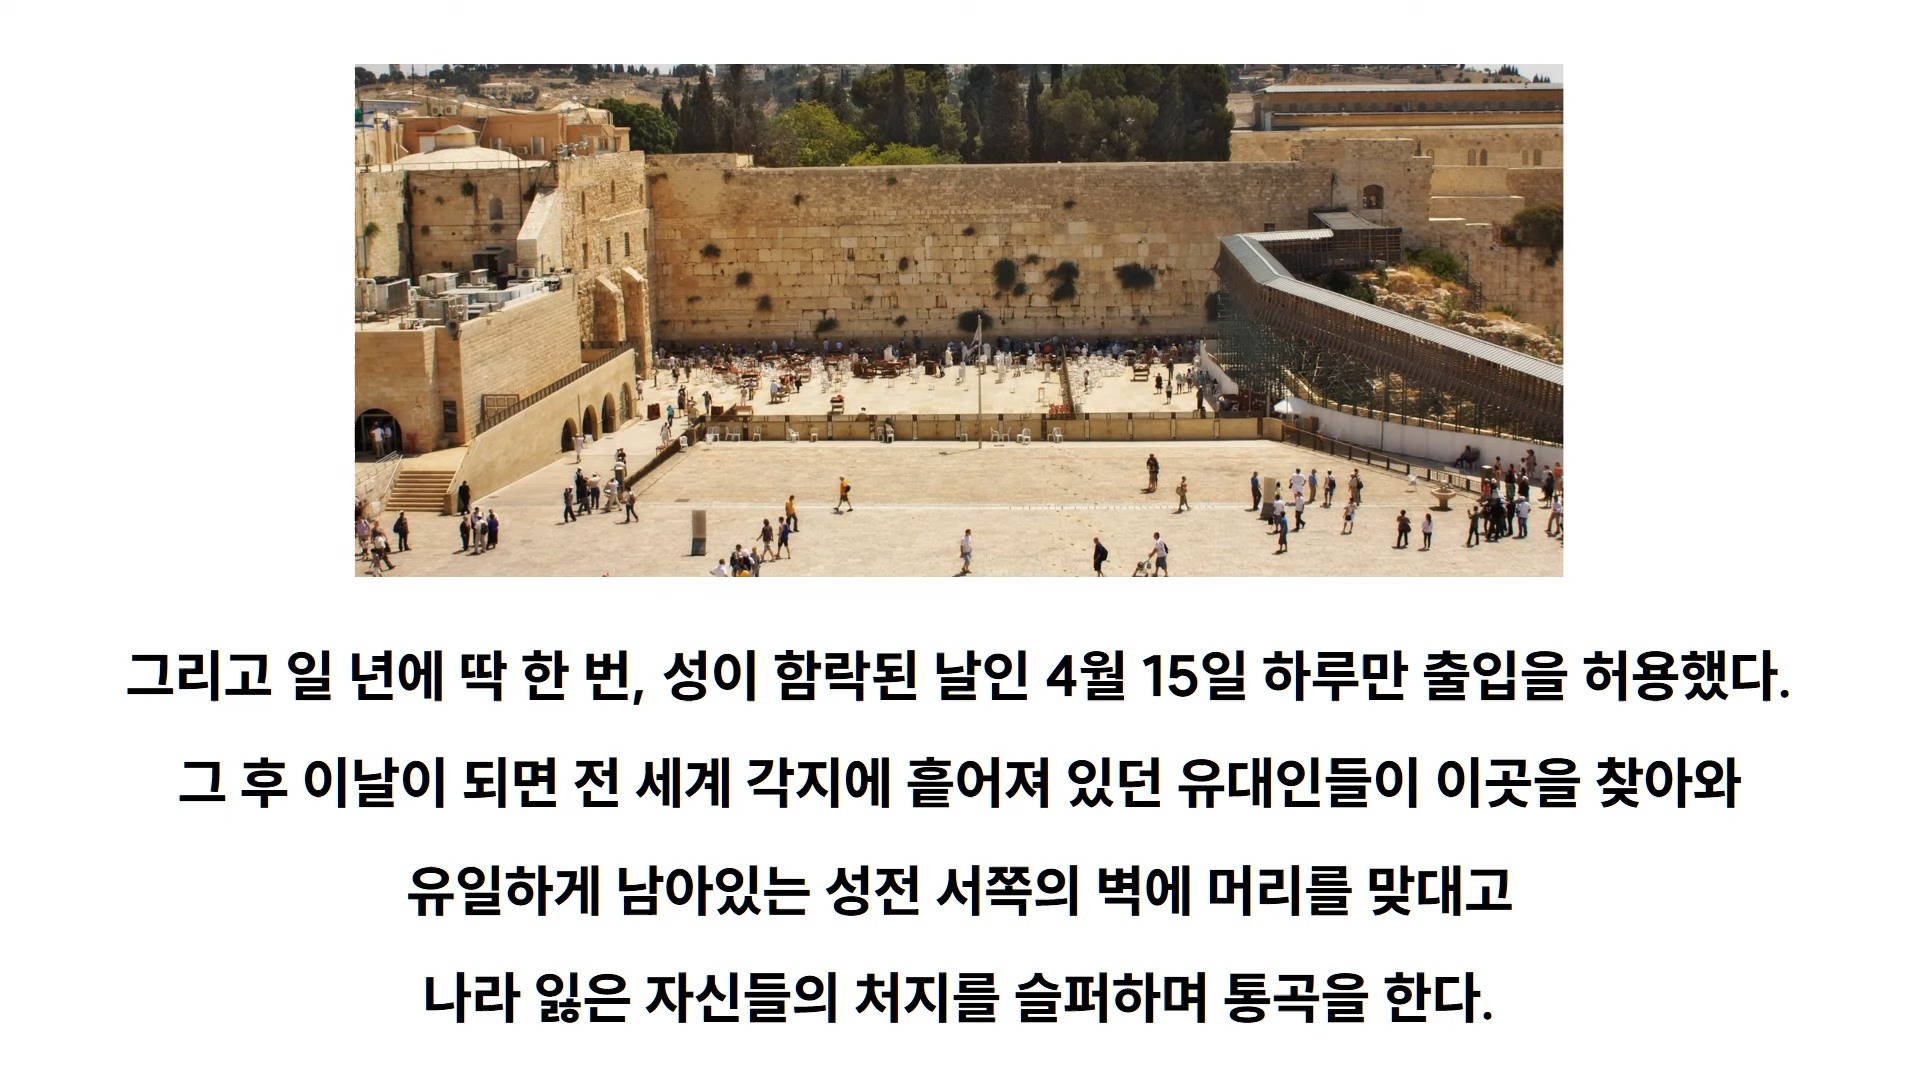 그리고 일 년에 딱 한 번, 성이 함락된 날인 4월 15일 하루만 출입을 허용했다.
그 후 이날이 되면 전 세계 각지에 흩어져 있던 유대인들이 이곳을 찾아와
유일하게 남아있는 성전 서쪽의 벽에 머리를 맞대고
나라 잃은 자신들의 처지를 슬퍼하며 통곡을 한다.